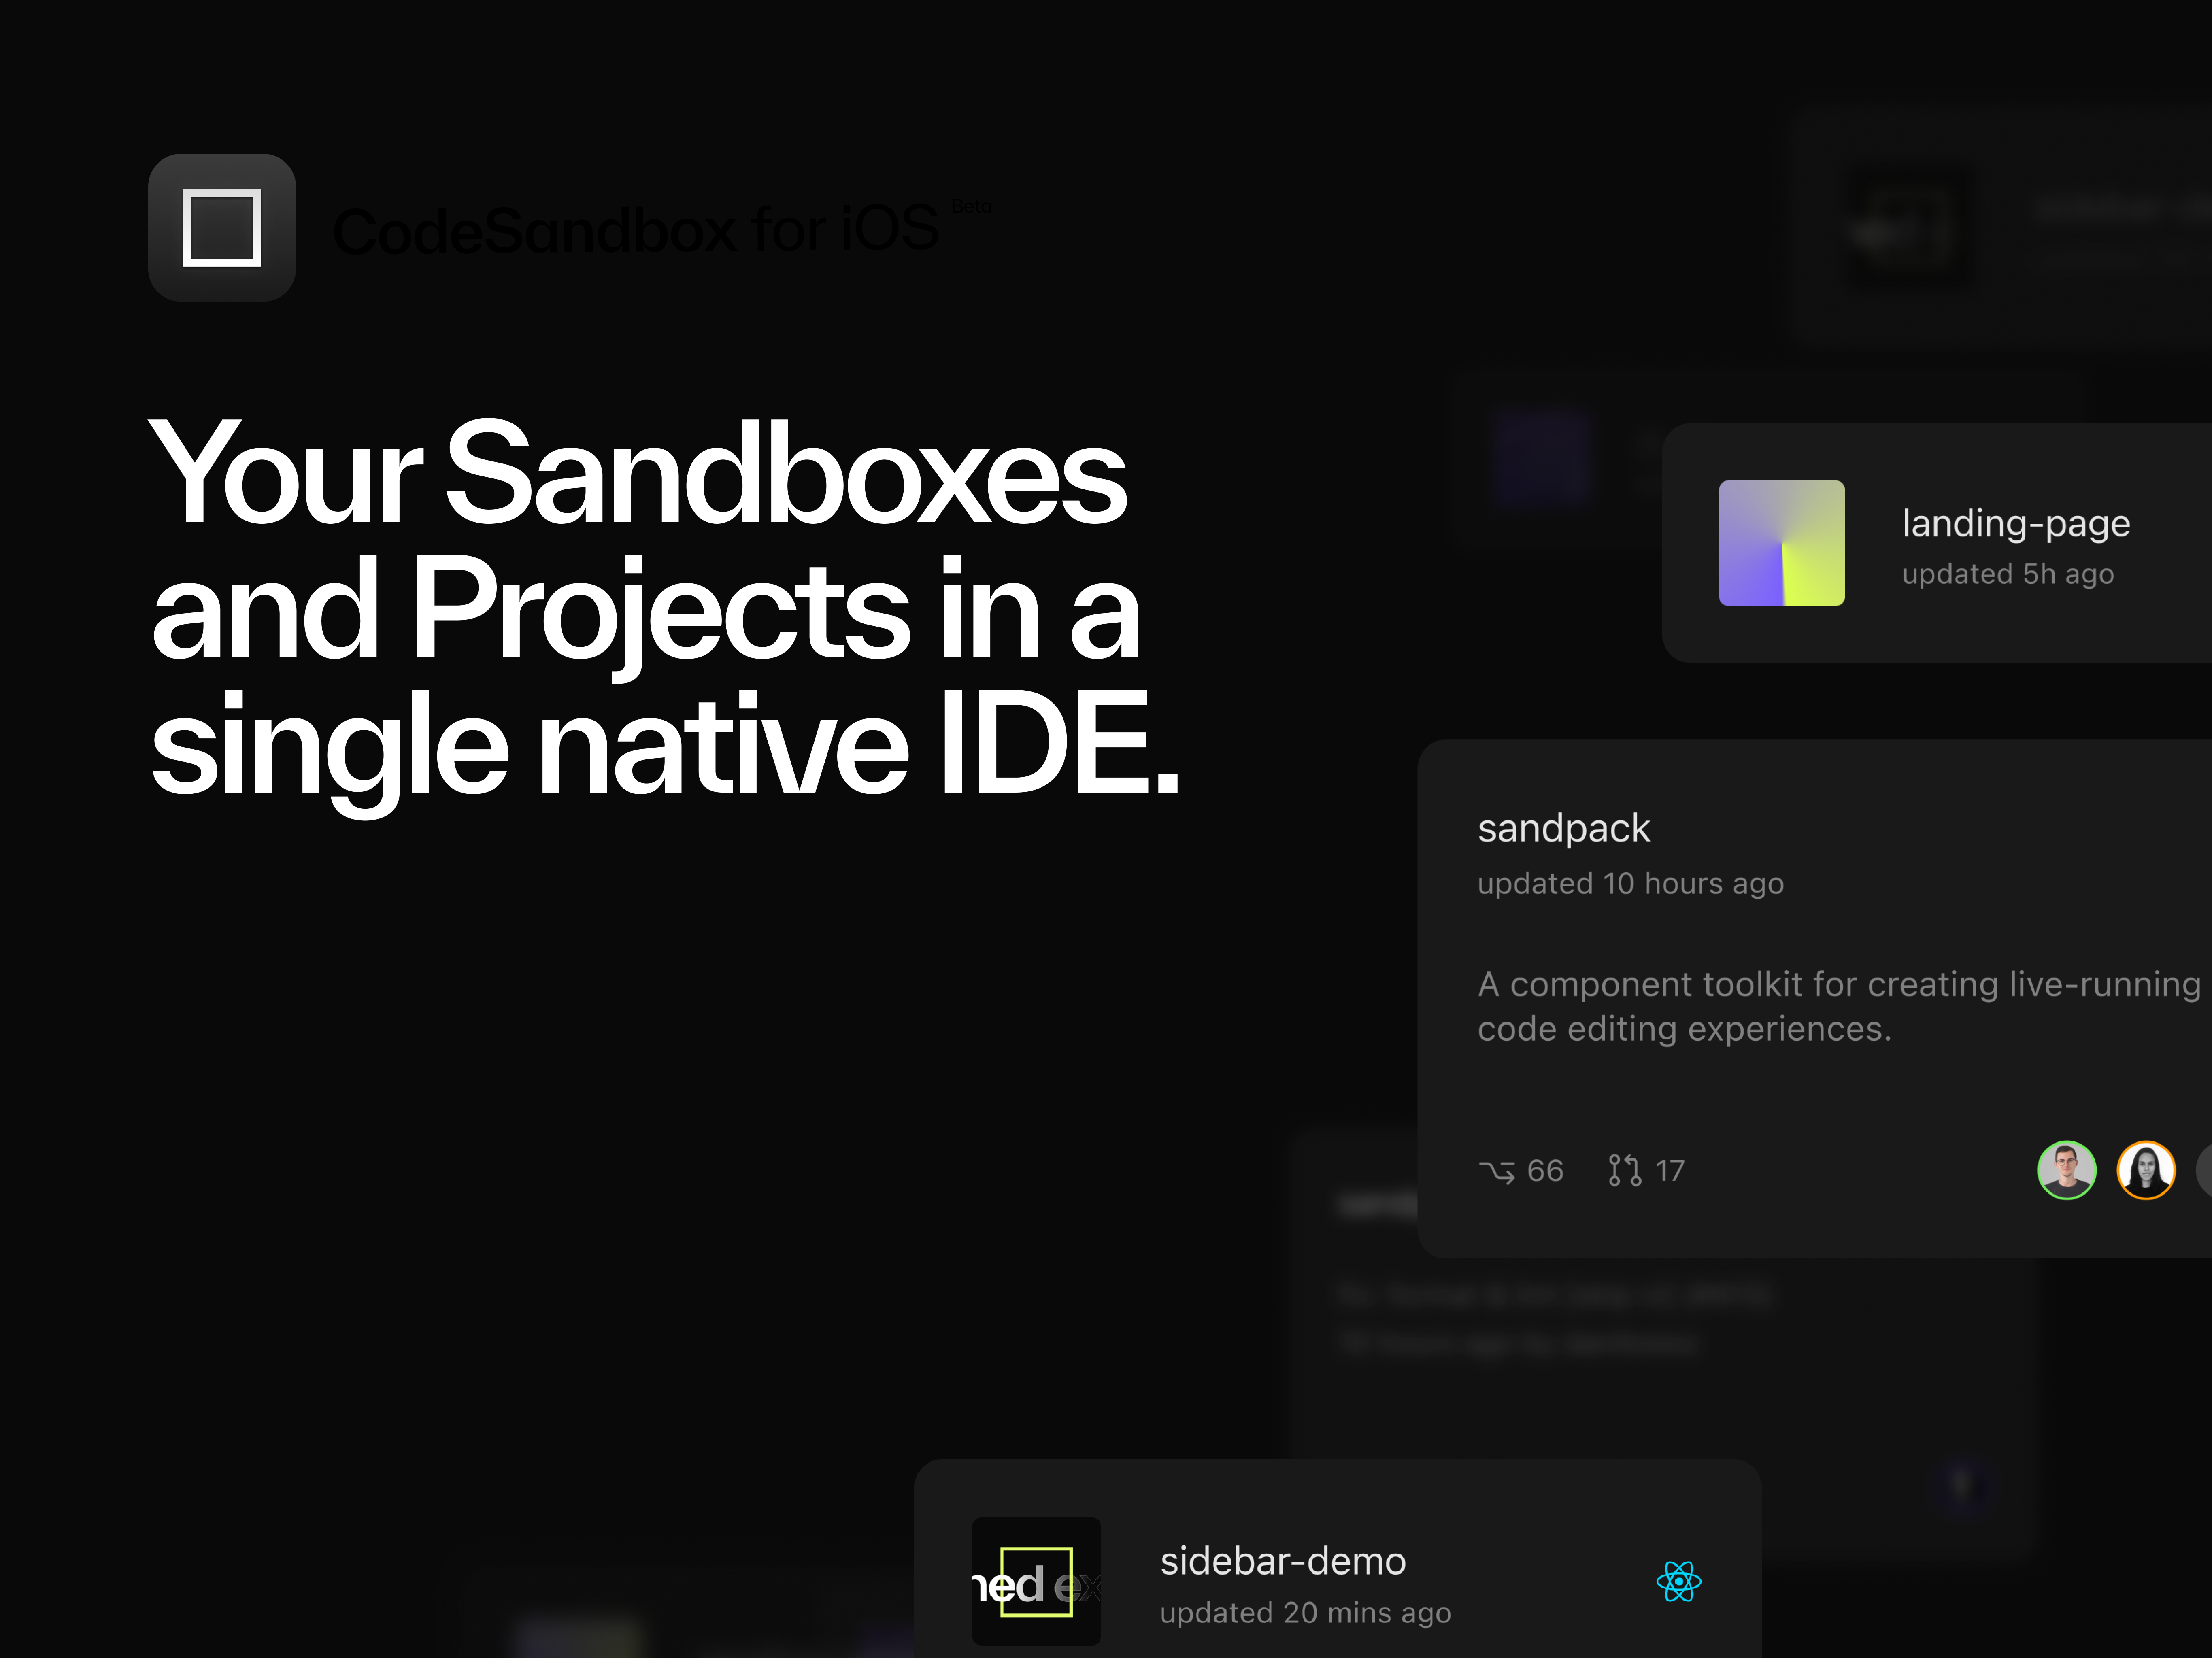 CodeSandbox for iOS Beta
Your Sandboxes
and Projects in a
single native IDE.
landing-page
updated 5h ago
sandpack
updated 10 hours ago
A component toolkit for creating live-running
code editing experiences.
66 17
ned ex
sidebar-demo
updated 20 mins ago